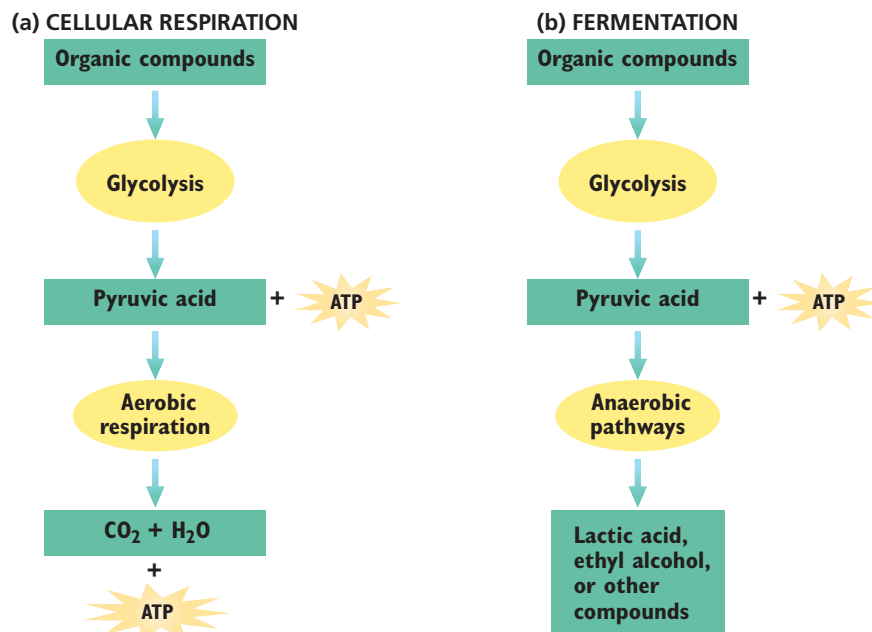 (a) CELLULAR RESPIRATION
Organic compounds
Glycolysis
Pyruvic acid
+
ATP
Aerobic
respiration
CO₂ + H₂O
+
ATP
(b) FERMENTATION
Organic compounds
Glycolysis
Pyruvic acid
+
ATP
Anaerobic
pathways
Lactic acid,
ethyl alcohol,
or other
compounds